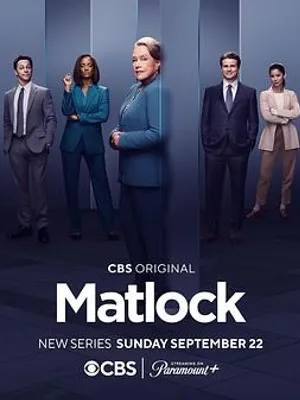 CBS ORIGINAL
Matlock
NEW SERIES SUNDAY SEPTEMBER 22
CBS STREAMING ON Paramount+